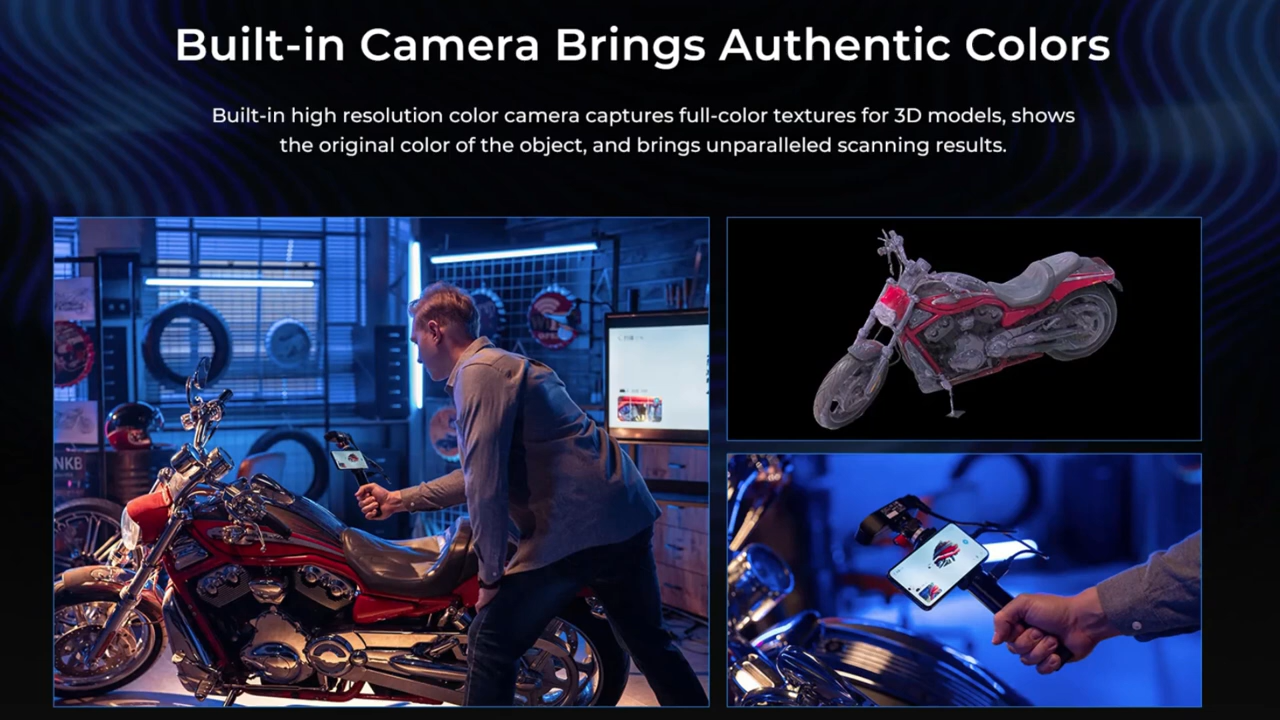 Built-in Camera Brings Authentic Colors
Built-in high resolution color camera captures full-color textures for 3D models, shows
the original color of the object, and brings unparalleled scanning results.
NKB